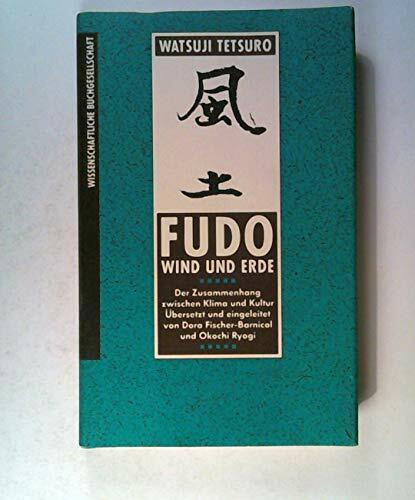 WISSENSCHAFTLICHE BUCHGESELLSCHAFT
WATSUJI TETSURO
風
土
FUDO
WIND UND ERDE
Der Zusammenhang
zwischen Klima und Kultur
Übersetzt und eingeleitet
von Dora Fischer-Barnicol
und Okochi Ryogi